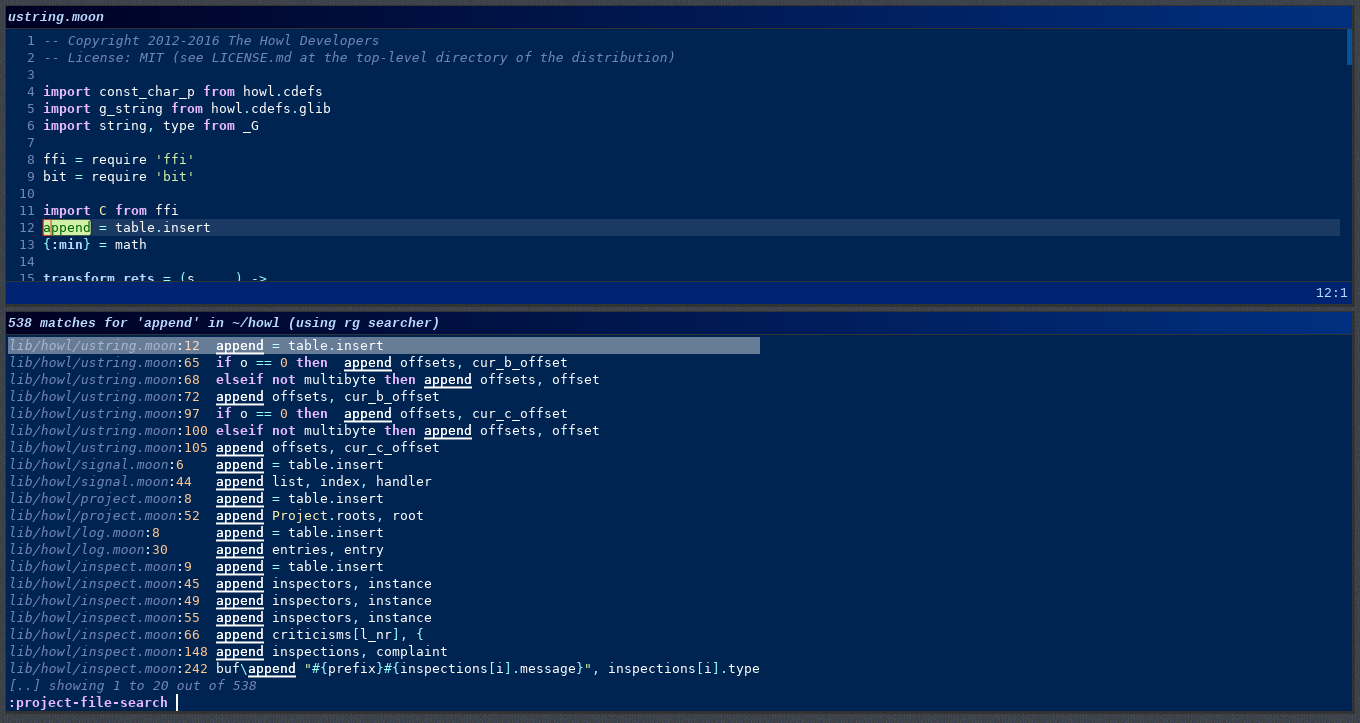 ustring.moon
1 -- Copyright 2012-2016 The Howl Developers
2 -- License: MIT (see LICENSE.md at the top-level directory of the distribution)
3
4 import const_char_p from howl.cdefs
5 import g_string from howl.cdefs.glib
6 import string, type from _G
7
8 ffi = require 'ffi'
9 bit = require 'bit'
10
11 import C from ffi
12 append = table.insert
13 {:min} = math
14
15 transform_rets = (s, ...) ->
12:1
538 matches for 'append' in ~/howl (using rg searcher)
lib/howl/ustring.moon:12 append = table.insert
lib/howl/ustring.moon:65 if o == 0 then  append offsets, cur_b_offset
lib/howl/ustring.moon:68 elseif not multibyte then append offsets, offset
lib/howl/ustring.moon:72 append offsets, cur_b_offset
lib/howl/ustring.moon:97 if o == 0 then  append offsets, cur_c_offset
lib/howl/ustring.moon:100 elseif not multibyte then append offsets, offset
lib/howl/ustring.moon:105 append offsets, cur_c_offset
lib/howl/signal.moon:6 append = table.insert
lib/howl/signal.moon:44 append list, index, handler
lib/howl/project.moon:8 append = table.insert
lib/howl/project.moon:52 append Project.roots, root
lib/howl/log.moon:8 append = table.insert
lib/howl/log.moon:30 append entries, entry
lib/howl/inspect.moon:9 append = table.insert
lib/howl/inspect.moon:45 append inspectors, instance
lib/howl/inspect.moon:49 append inspectors, instance
lib/howl/inspect.moon:55 append inspectors, instance
lib/howl/inspect.moon:66 append criticisms[l_nr], {
lib/howl/inspect.moon:148 append inspections, complaint
lib/howl/inspect.moon:242 buf\append "#{prefix}#{inspections[i].message}", inspections[i].type
[..] showing 1 to 20 out of 538
:project-file-search